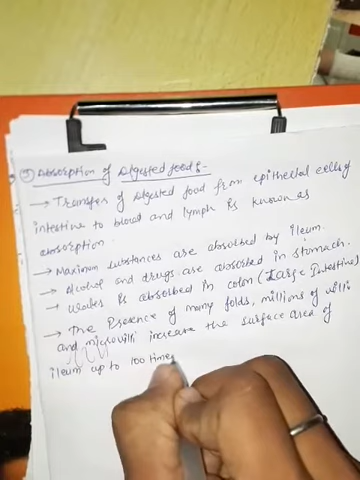 ③ Absorption of Digested food :-
→ Transfer of digested food from epithelial cells of
intestine to blood and lymph is known as
absorption.
→ Maximum substances are absorbed by ileum.
→ Alcohol and drugs are absorbed in stomach.
→ Water is absorbed in colon (Large Intestine)
→ The Presence of many folds, millions of villi
and microvilli increase the surface area of
ileum up to 100 times